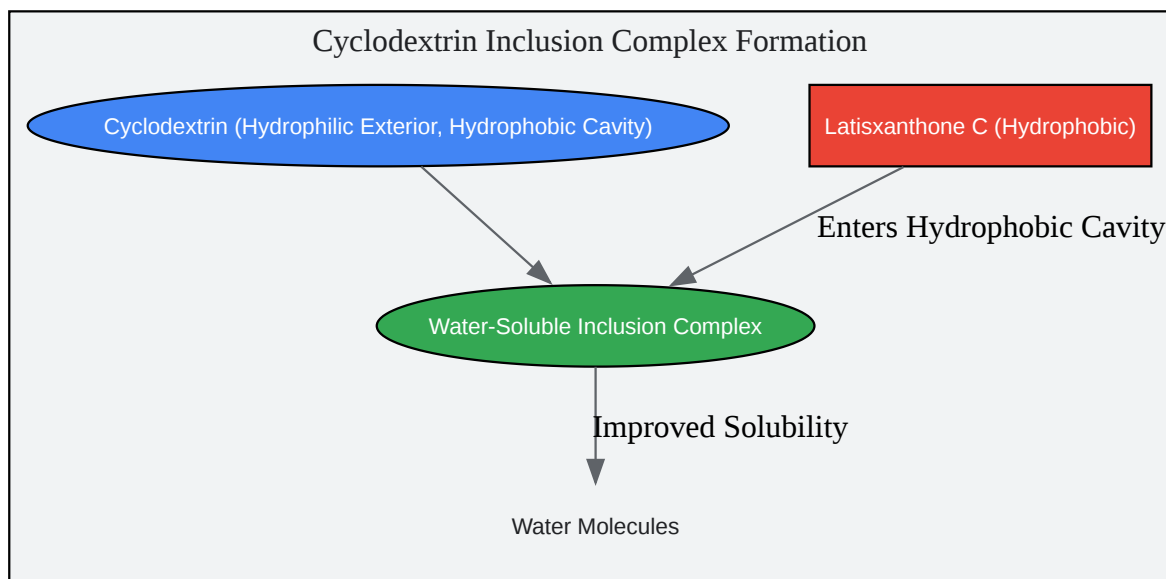 Cyclodextrin Inclusion Complex Formation
Cyclodextrin (Hydrophilic Exterior, Hydrophobic Cavity)
Latisxanthone C (Hydrophobic)
Enters Hydrophobic Cavity
Water-Soluble Inclusion Complex
Improved Solubility
Water Molecules